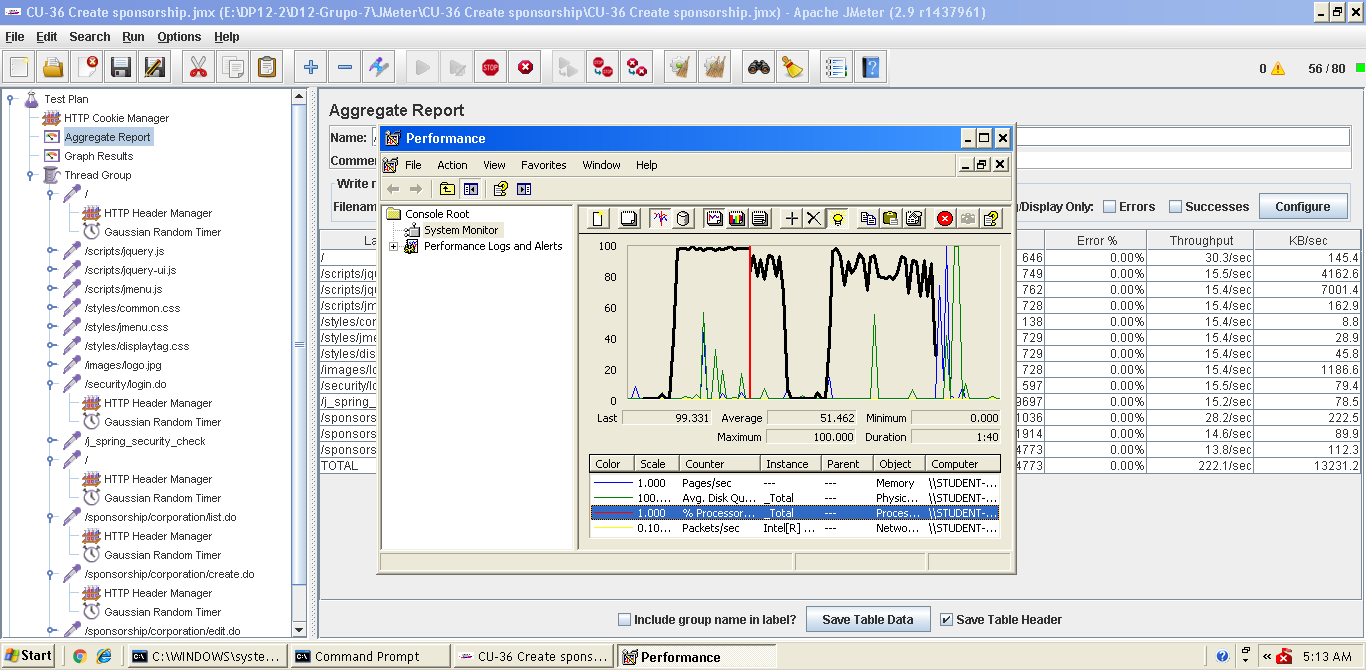 CU-36 Create sponsorship.jmx (E:\DP12-2\D12-Grupo-7\JMeter\CU-36 Create sponsorship\CU-36 Create sponsorship.jmx) - Apache JMeter (2.9 r1437961)
File Edit Search Run Options Help
0 56 / 80
Test Plan
HTTP Cookie Manager
Aggregate Report
Graph Results
Thread Group
/
HTTP Header Manager
Gaussian Random Timer
/scripts/jquery.js
/scripts/jquery-ui.js
/scripts/jmenu.js
/styles/common.css
/styles/jmenu.css
/styles/displaytag.css
/images/logo.jpg
/security/login.do
HTTP Header Manager
Gaussian Random Timer
/j_spring_security_check
/
HTTP Header Manager
Gaussian Random Timer
/sponsorship/corporation/list.do
HTTP Header Manager
Gaussian Random Timer
/sponsorship/corporation/create.do
HTTP Header Manager
Gaussian Random Timer
/sponsorship/corporation/edit.do
Aggregate Report
Name:
Comme
Write r
Filenam
g/Display Only: Errors Successes Configure
La
Error % Throughput KB/sec
/ 646 0.00% 30.3/sec 145.4
/scripts/jqu 749 0.00% 15.5/sec 4162.6
/scripts/jqu 762 0.00% 15.4/sec 7001.4
/scripts/jm 728 0.00% 15.4/sec 162.9
/styles/cor 138 0.00% 15.4/sec 8.8
/styles/jme 729 0.00% 15.4/sec 28.9
/styles/dis 729 0.00% 15.4/sec 45.8
/images/lo 728 0.00% 15.4/sec 1186.6
/security/lo 597 0.00% 15.5/sec 79.4
/j_spring_ 9697 0.00% 15.2/sec 78.5
/sponsors 1036 0.00% 28.2/sec 222.5
/sponsors 1914 0.00% 14.6/sec 89.9
/sponsors 4773 0.00% 13.8/sec 112.3
TOTAL 4773 0.00% 222.1/sec 13231.2
Include group name in label? Save Table Data Save Table Header
Performance
File Action View Favorites Window Help
Console Root
System Monitor
Performance Logs and Alerts
100
80
60
40
20
0
Last 99.331 Average 51.462 Minimum 0.000
Maximum 100.000 Duration 1:40
Color Scale Counter Instance Parent Object Computer
1.000 Pages/sec --- --- Memory \\STUDENT-...
100.... Avg. Disk Qu... _Total --- Physic... \\STUDENT-...
1.000 % Processor... _Total --- Proces... \\STUDENT-...
0.10... Packets/sec Intel[R] ... --- Netwo... \\STUDENT-...
Start C:\WINDOWS\syste... Command Prompt CU-36 Create spons... Performance 5:13 AM